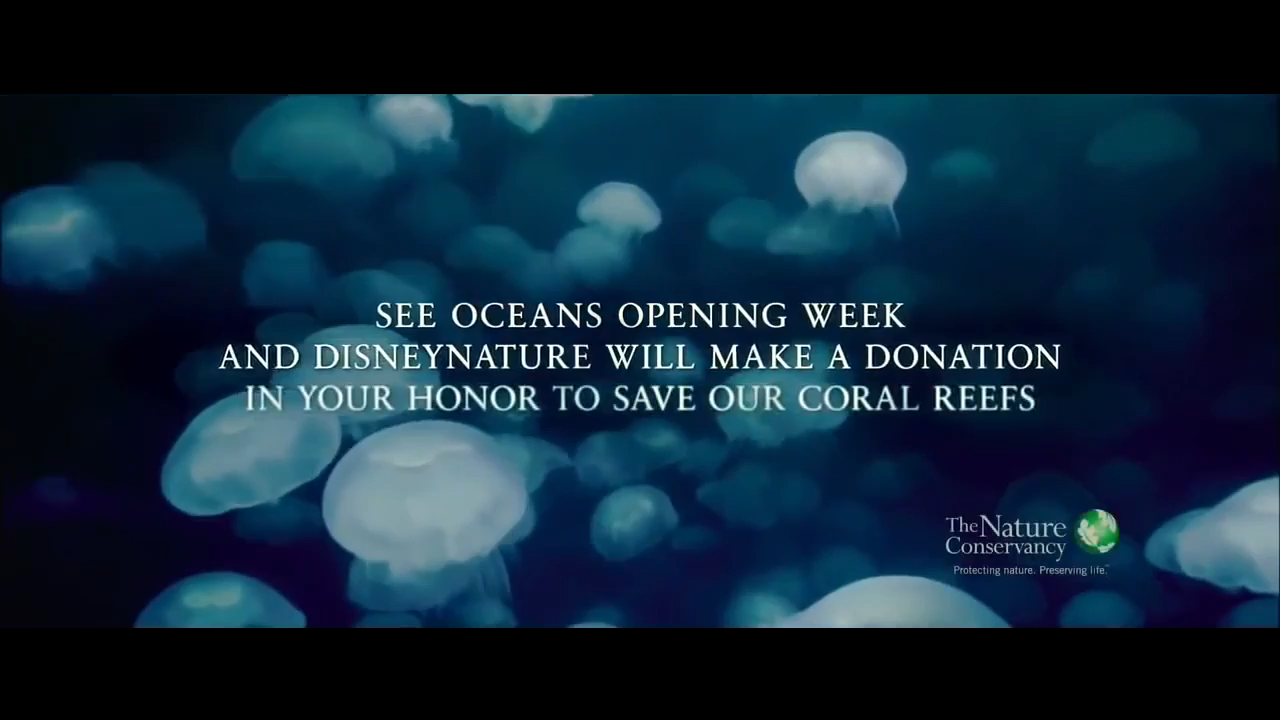 SEE OCEANS OPENING WEEK
AND DISNEYNATURE WILL MAKE A DONATION
IN YOUR HONOR TO SAVE OUR CORAL REEFS
The Nature
Conservancy
Protecting nature. Preserving life.™